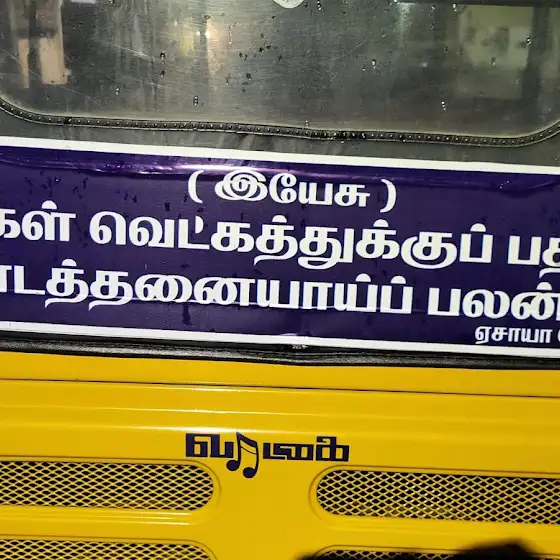 ( இயேசு )
கள் வெட்கத்துக்குப் பத
டத்தனையாய்ப் பலன்
ஏசாயா
வாடகை